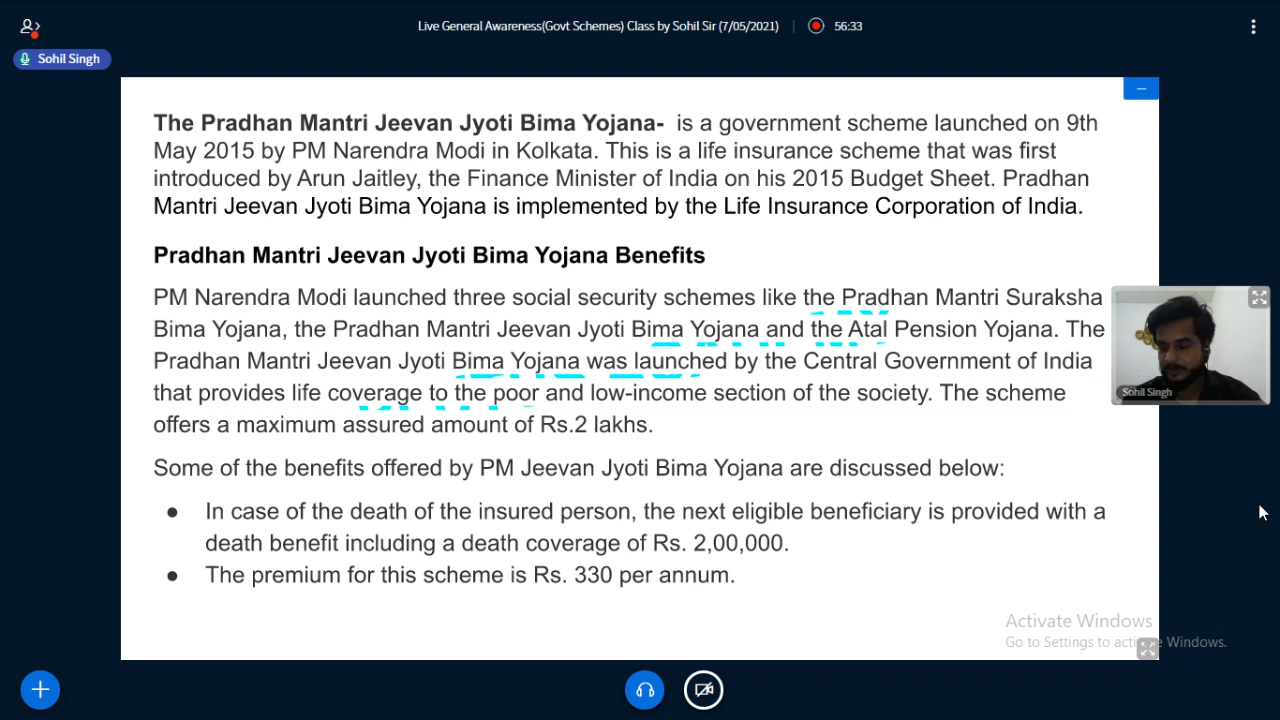 Live General Awareness(Govt Schemes) Class by Sohil Sir (7/05/2021)
56:33
Sohil Singh
The Pradhan Mantri Jeevan Jyoti Bima Yojana- is a government scheme launched on 9th
May 2015 by PM Narendra Modi in Kolkata. This is a life insurance scheme that was first
introduced by Arun Jaitley, the Finance Minister of India on his 2015 Budget Sheet. Pradhan
Mantri Jeevan Jyoti Bima Yojana is implemented by the Life Insurance Corporation of India.
Pradhan Mantri Jeevan Jyoti Bima Yojana Benefits
PM Narendra Modi launched three social security schemes like the Pradhan Mantri Suraksha
Bima Yojana, the Pradhan Mantri Jeevan Jyoti Bima Yojana and the Atal Pension Yojana. The
Pradhan Mantri Jeevan Jyoti Bima Yojana was launched by the Central Government of India
that provides life coverage to the poor and low-income section of the society. The scheme
offers a maximum assured amount of Rs.2 lakhs.
Sohil Singh
Some of the benefits offered by PM Jeevan Jyoti Bima Yojana are discussed below:
● In case of the death of the insured person, the next eligible beneficiary is provided with a
death benefit including a death coverage of Rs. 2,00,000.
● The premium for this scheme is Rs. 330 per annum.
Activate Windows
Go to Settings to activate Windows.